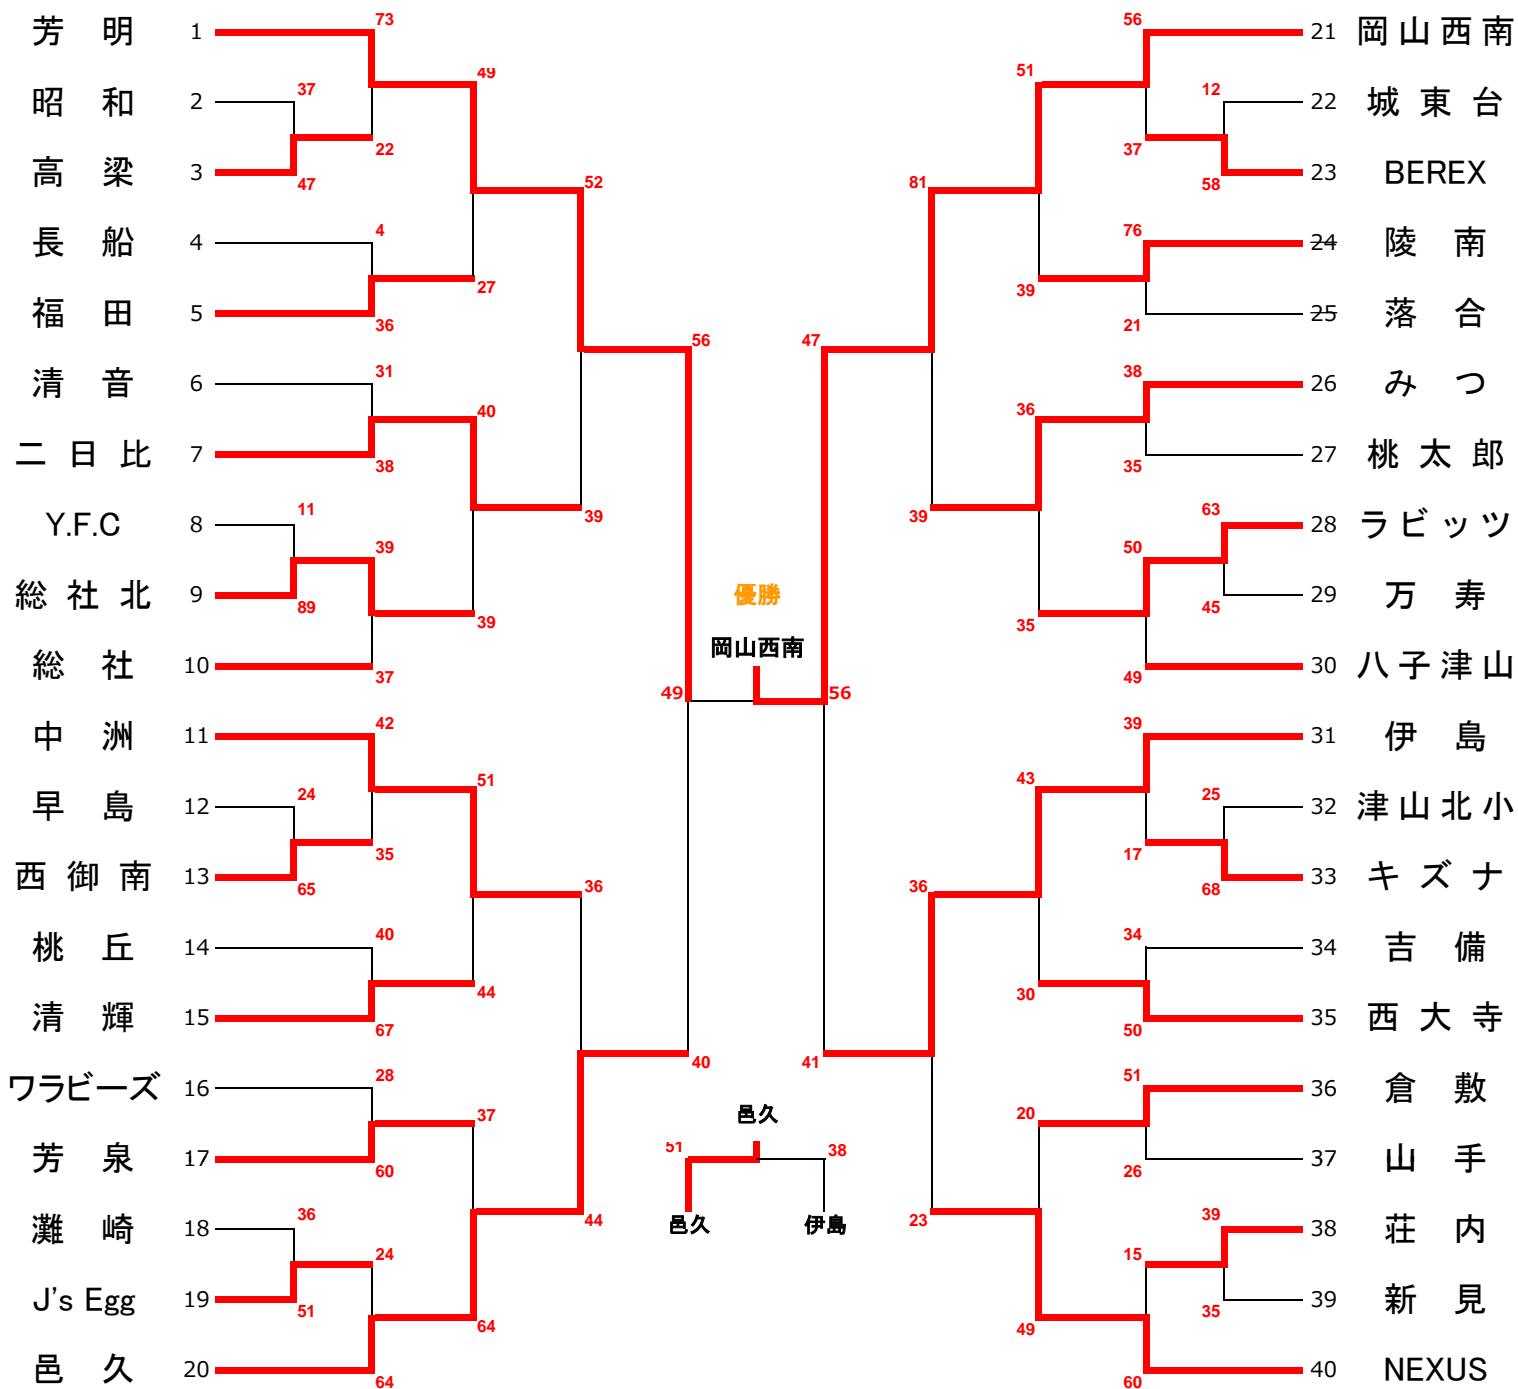 芳明 1
昭和 2
高梁 3
長船 4
福田 5
清音 6
二日比 7
Y.F.C 8
総社北 9
総社 10
中洲 11
早島 12
西御南 13
桃丘 14
清輝 15
ワラビーズ 16
芳泉 17
灘崎 18
J's Egg 19
邑久 20
73
37
22
47
4
36
31
38
11
39
89
37
42
24
35
65
40
67
28
60
36
24
51
64
49
27
40
39
51
44
37
64
52
39
36
44
56
40
49
優勝
岡山西南
56
47
41
81
39
36
23
51
39
36
35
43
30
20
49
56
12
37
58
76
21
38
35
63
50
45
49
39
25
17
68
34
50
51
26
39
15
35
60
邑久
51
38
邑久
伊島
21 岡山西南
22 城東台
23 BEREX
24 陵南
25 落合
26 みつ
27 桃太郎
28 ラビッツ
29 万寿
30 八子津山
31 伊島
32 津山北小
33 キズナ
34 吉備
35 西大寺
36 倉敷
37 山手
38 荘内
39 新見
40 NEXUS